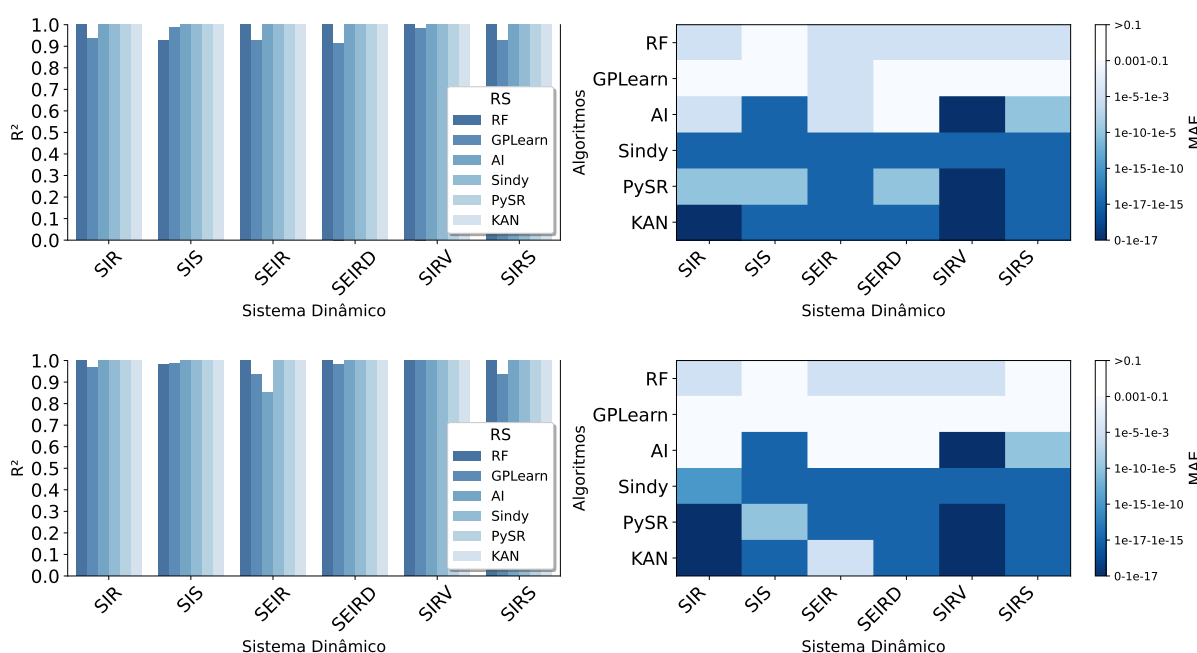 R²
1.0
0.9
0.8
0.7
0.6
0.5
0.4
0.3
0.2
0.1
0.0
RS
RF
GPLearn
AI
Sindy
PySR
KAN
SIR
SIS
SEIR
SEIRD
SIRV
SIRS
Sistema Dinâmico
Algoritmos
RF
GPLearn
AI
Sindy
PySR
KAN
SIR
SIS
SEIR
SEIRD
SIRV
SIRS
Sistema Dinâmico
>0.1
0.001-0.1
1e-5-1e-3
1e-10-1e-5
1e-15-1e-10
1e-17-1e-15
0-1e-17
MAE
R²
1.0
0.9
0.8
0.7
0.6
0.5
0.4
0.3
0.2
0.1
0.0
RS
RF
GPLearn
AI
Sindy
PySR
KAN
SIR
SIS
SEIR
SEIRD
SIRV
SIRS
Sistema Dinâmico
Algoritmos
RF
GPLearn
AI
Sindy
PySR
KAN
SIR
SIS
SEIR
SEIRD
SIRV
SIRS
Sistema Dinâmico
>0.1
0.001-0.1
1e-5-1e-3
1e-10-1e-5
1e-15-1e-10
1e-17-1e-15
0-1e-17
MAE